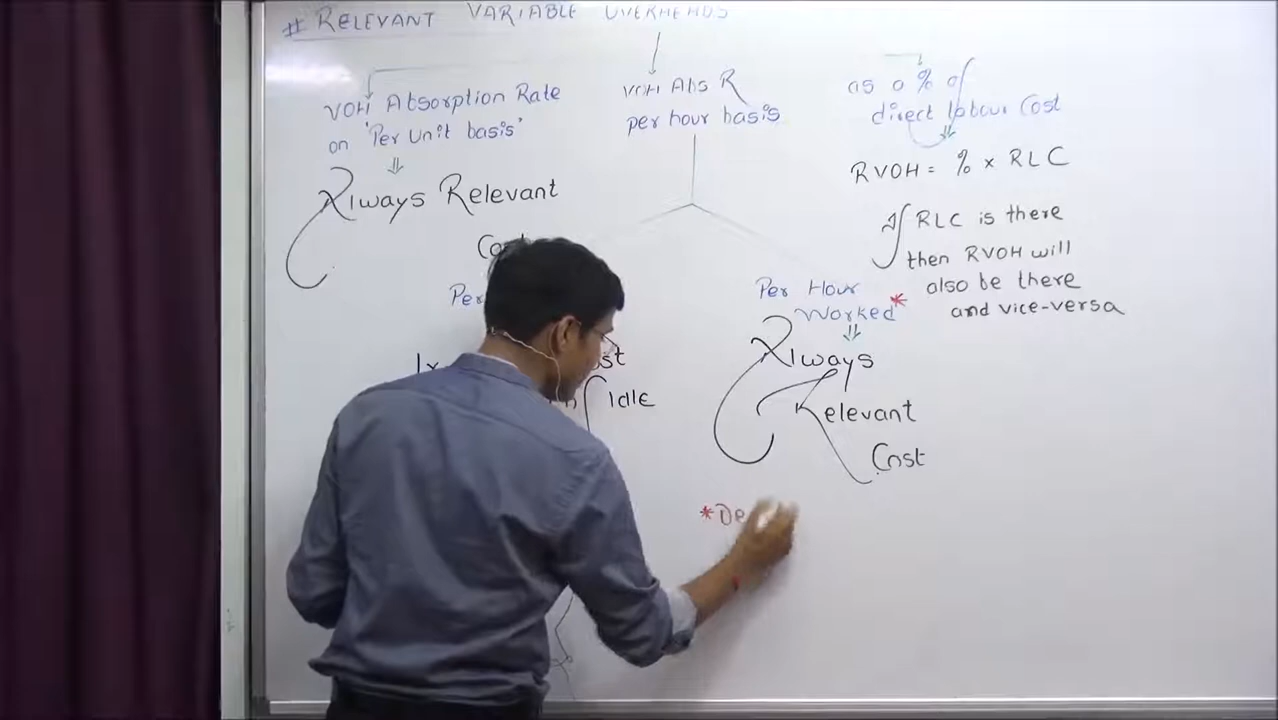 # RELEVANT VARIABLE OVERHEADS
VOH Absorption Rate
on 'Per Unit basis'
Always Relevant
VOH Abs R
per hour basis
Per
Idle
Per Hour
Worked*
Always
Relevant
Cost
as a % of
direct labour Cost
RVOH = % × RLC
If RLC is there
then RVOH will
also be there
and vice-versa
*De